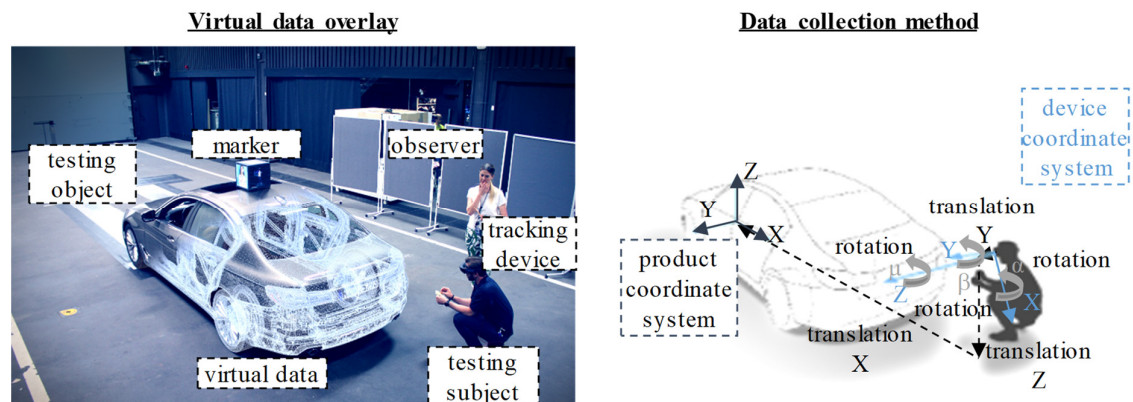 Virtual data overlay
Data collection method
testing
object
marker
observer
tracking
device
virtual data
testing
subject
device
coordinate
system
Z
Y
X
product
coordinate
system
translation
Y
rotation
Y
rotation
μ
Z
β
α
X
rotation
translation
X
translation
Z